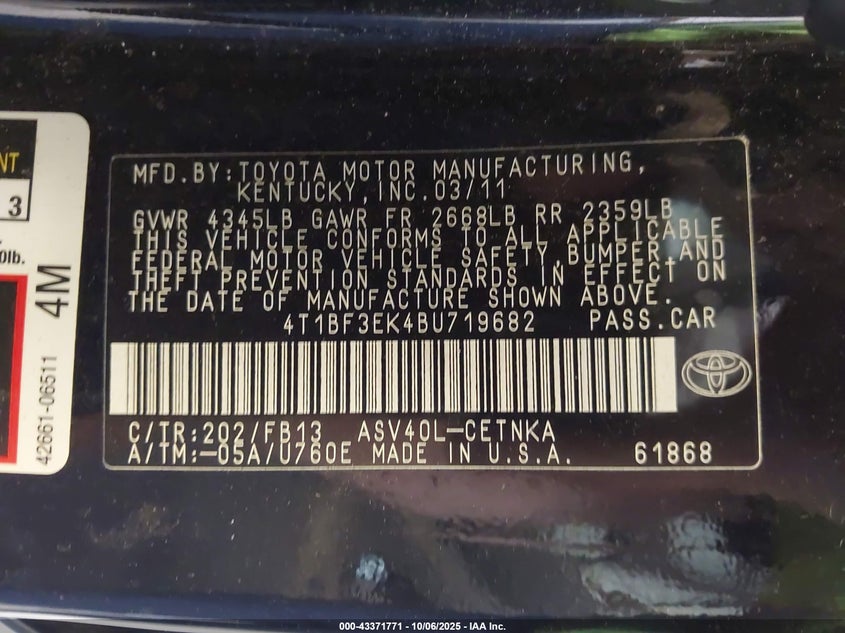 NT
3
0lb.
4M
42661-06511
MFD.BY:TOYOTA MOTOR MANUFACTURING,
KENTUCKY,INC.03/11
GVWR 4345LB GAWR FR 2668LB RR 2359LB
THIS VEHICLE CONFORMS TO ALL APPLICABLE
FEDERAL MOTOR VEHICLE SAFETY,BUMPER,AND
THEFT PREVENTION STANDARDS IN EFFECT ON
THE DATE OF MANUFACTURE SHOWN ABOVE.
4T1BF3EK4BU719682 PASS.CAR
C/TR:202/FB13 ASV40L-CETNKA
A/TM:-05A/U760E MADE IN U.S.A. 61868
000-43371771 - 10/06/2025 - IAA Inc.